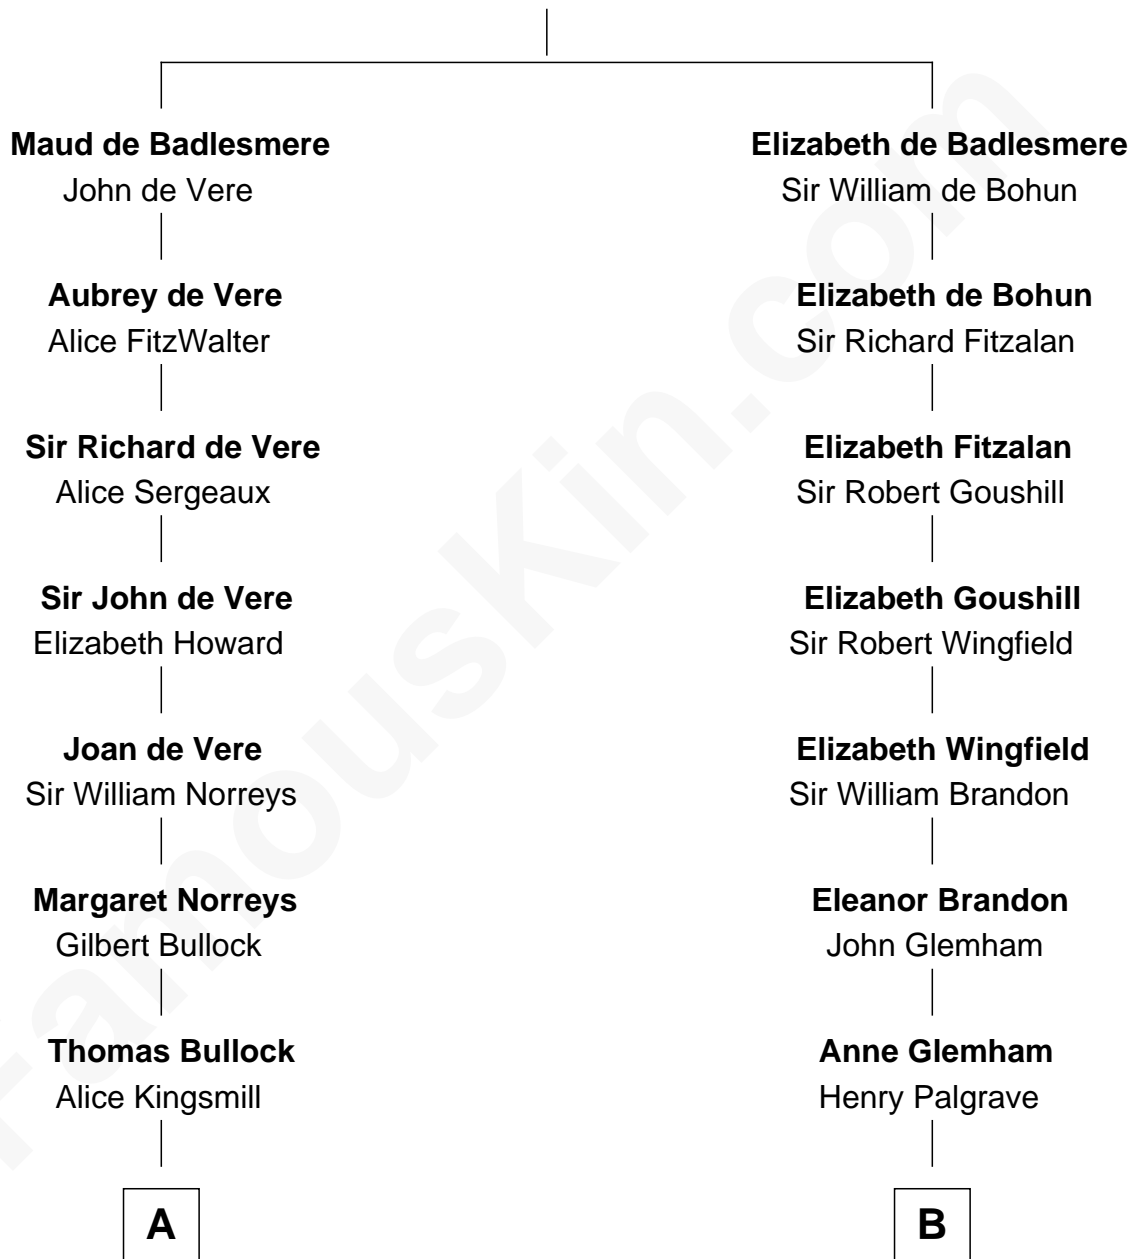 Maud de Badlesmere
John de Vere
Aubrey de Vere
Alice FitzWalter
Sir Richard de Vere
Alice Sergeaux
Sir John de Vere
Elizabeth Howard
Joan de Vere
Sir William Norreys
Margaret Norreys
Gilbert Bullock
Thomas Bullock
Alice Kingsmill
A
Elizabeth de Badlesmere
Sir William de Bohun
Elizabeth de Bohun
Sir Richard Fitzalan
Elizabeth Fitzalan
Sir Robert Goushill
Elizabeth Goushill
Sir Robert Wingfield
Elizabeth Wingfield
Sir William Brandon
Eleanor Brandon
John Glemham
Anne Glemham
Henry Palgrave
B
FamousKin.com